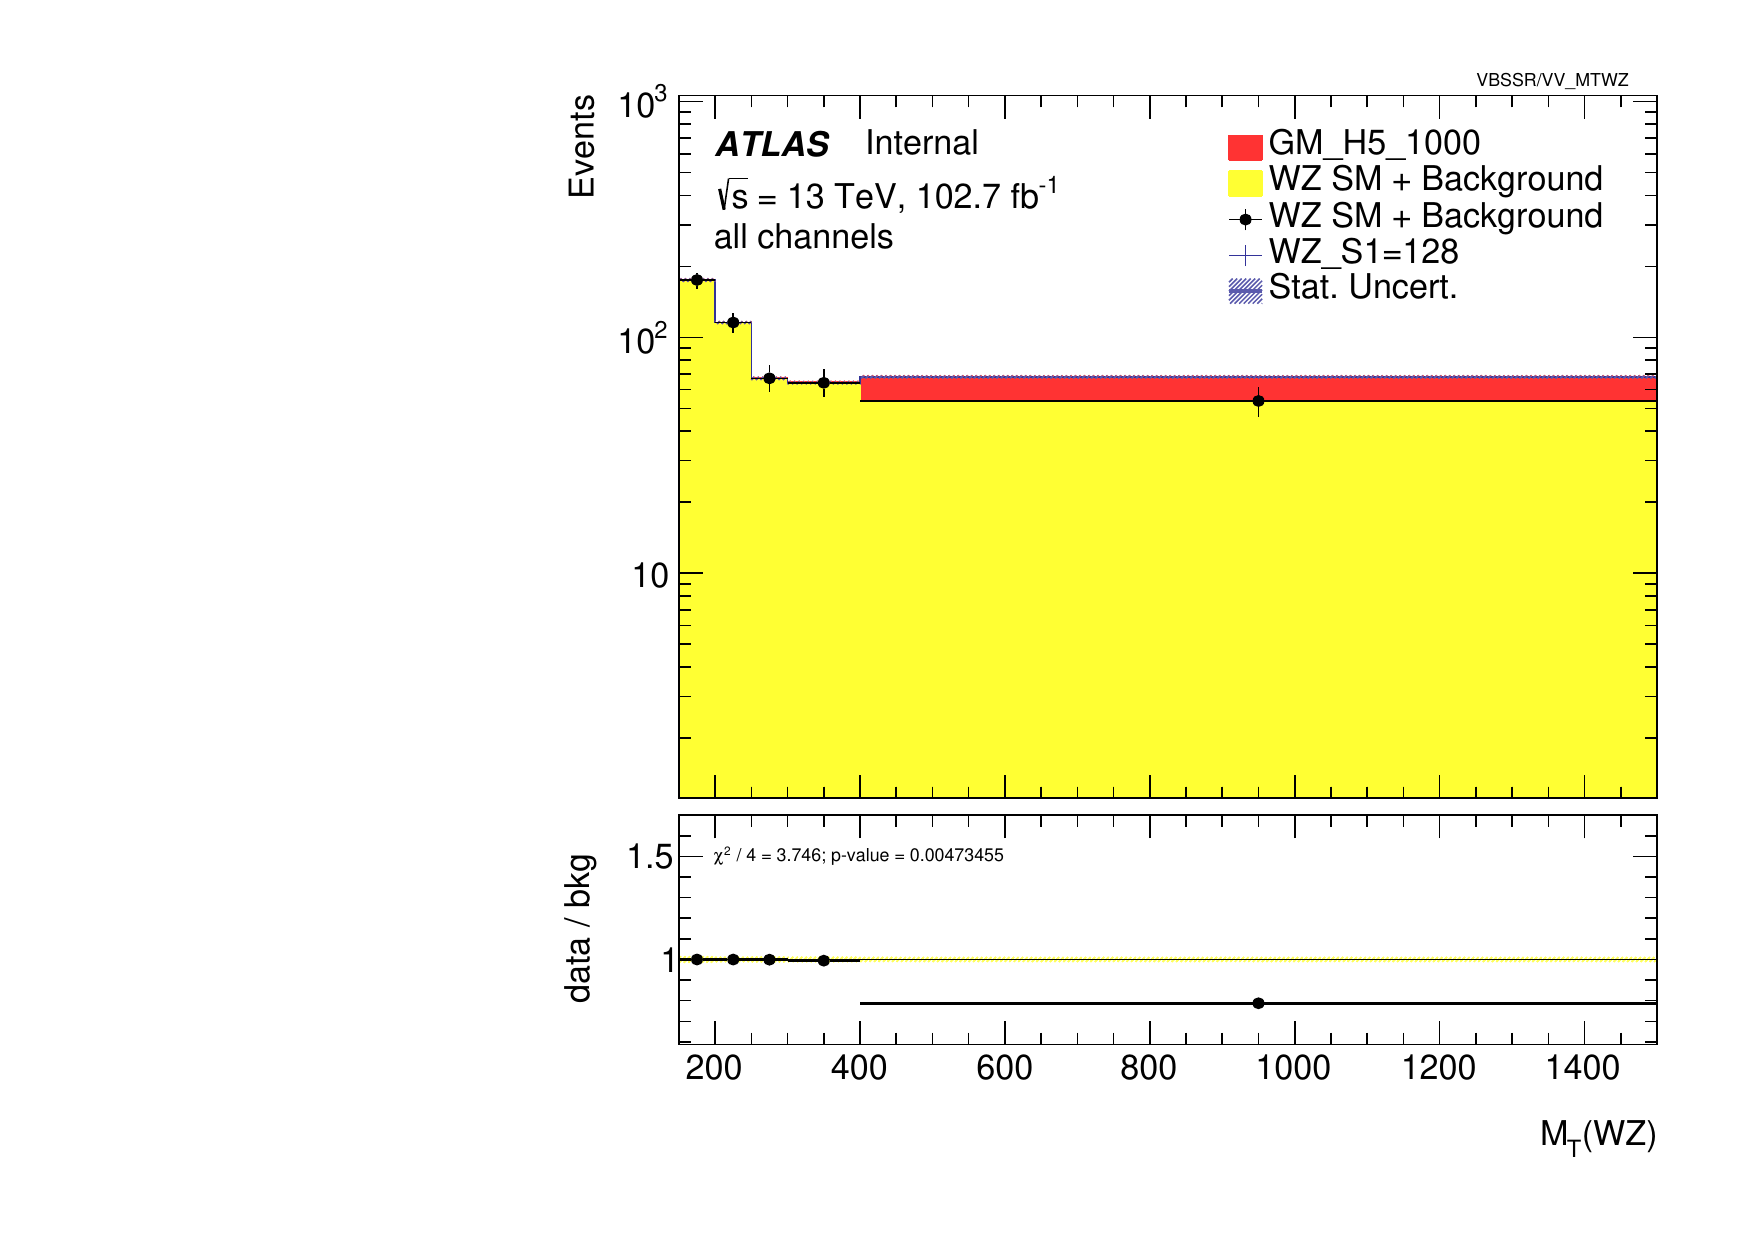 VBSSR/VV_MTWZ
Events
10³
10²
10
ATLAS Internal
√s = 13 TeV, 102.7 fb⁻¹
all channels
GM_H5_1000
WZ SM + Background
WZ SM + Background
WZ_S1=128
Stat. Uncert.
data / bkg
1.5
1
χ² / 4 = 3.746; p-value = 0.00473455
200 400 600 800 1000 1200 1400
M_T(WZ)